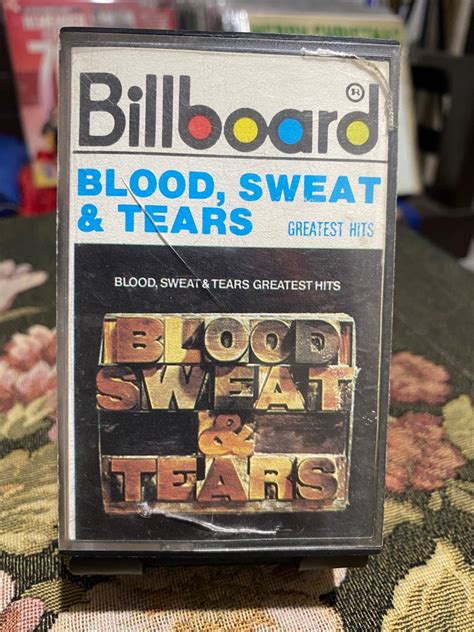 Billboard®
BLOOD, SWEAT
& TEARS GREATEST HITS
BLOOD, SWEAT & TEARS GREATEST HITS
BLOOD
SWEAT
&
TEARS